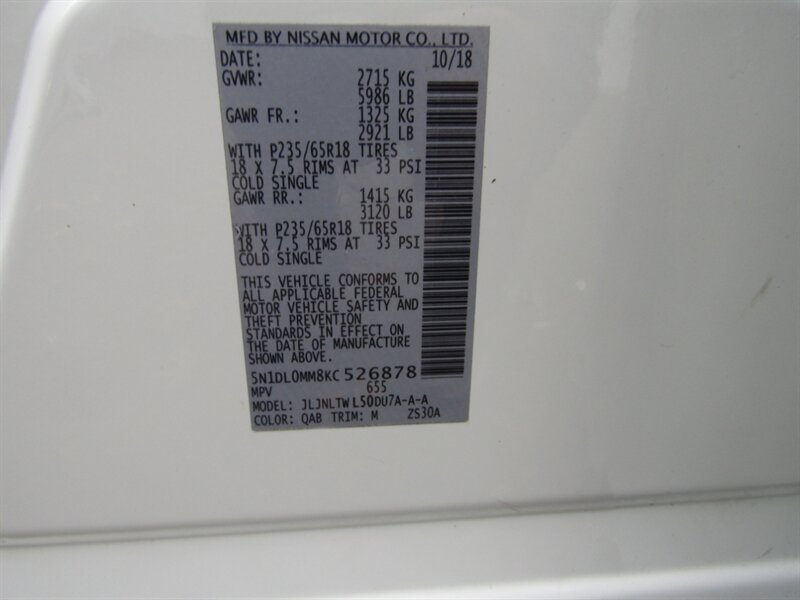 MFD BY NISSAN MOTOR CO., LTD.
DATE: 10/18
GVWR: 2715 KG
5986 LB
GAWR FR.: 1325 KG
2921 LB
WITH P235/65R18 TIRES
18 X 7.5 RIMS AT 33 PSI
COLD SINGLE
GAWR RR.: 1415 KG
3120 LB
WITH P235/65R18 TIRES
18 X 7.5 RIMS AT 33 PSI
COLD SINGLE
THIS VEHICLE CONFORMS TO
ALL APPLICABLE FEDERAL
MOTOR VEHICLE SAFETY AND
THEFT PREVENTION
STANDARDS IN EFFECT ON
THE DATE OF MANUFACTURE
SHOWN ABOVE.
5N1DL0MM8KC526878
MPV 655
MODEL: JLJNLTWL50DU7A-A-A
COLOR: QAB TRIM: M ZS30A